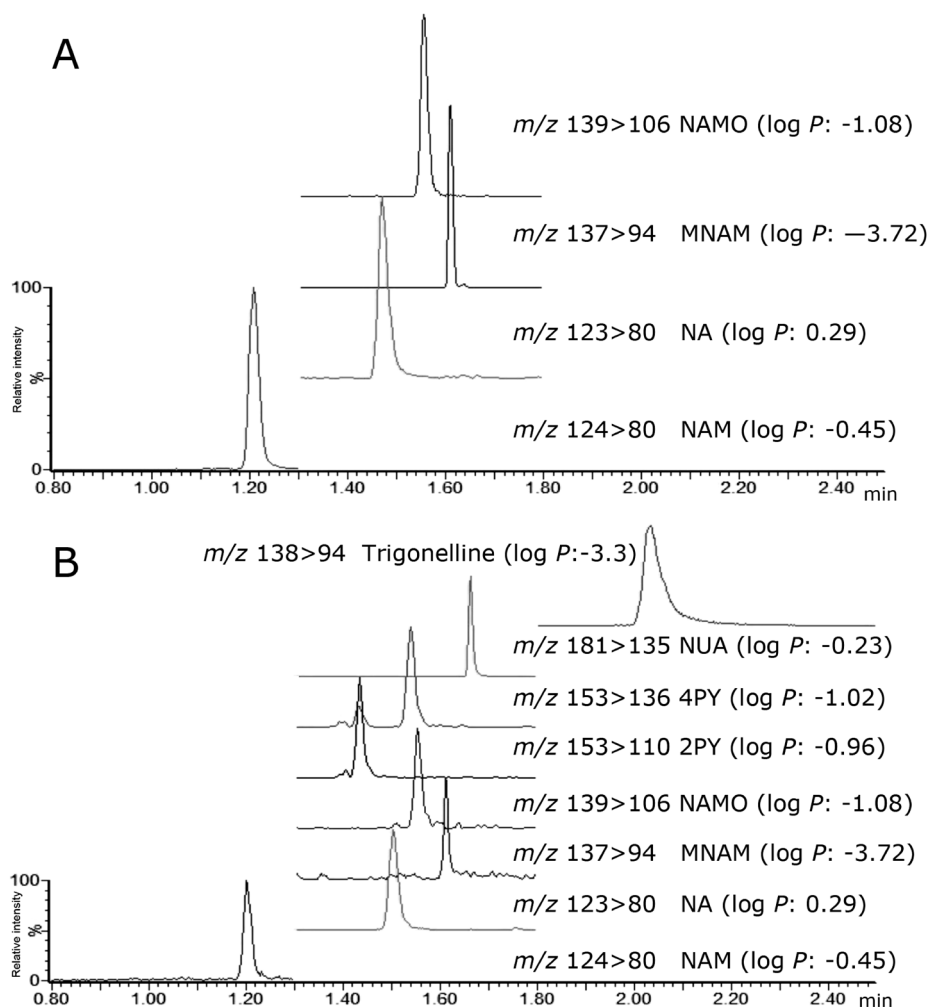 A
m/z 139>106 NAMO (log P: -1.08)
m/z 137>94 MNAM (log P: —3.72)
100
m/z 123>80 NA (log P: 0.29)
Relative intensity
%
m/z 124>80 NAM (log P: -0.45)
0
0.80 1.00 1.20 1.40 1.60 1.80 2.00 2.20 2.40 min
B
m/z 138>94 Trigonelline (log P:-3.3)
m/z 181>135 NUA (log P: -0.23)
m/z 153>136 4PY (log P: -1.02)
m/z 153>110 2PY (log P: -0.96)
m/z 139>106 NAMO (log P: -1.08)
m/z 137>94 MNAM (log P: -3.72)
100
m/z 123>80 NA (log P: 0.29)
Relative intensity
%
m/z 124>80 NAM (log P: -0.45)
0
0.80 1.00 1.20 1.40 1.60 1.80 2.00 2.20 2.40 min